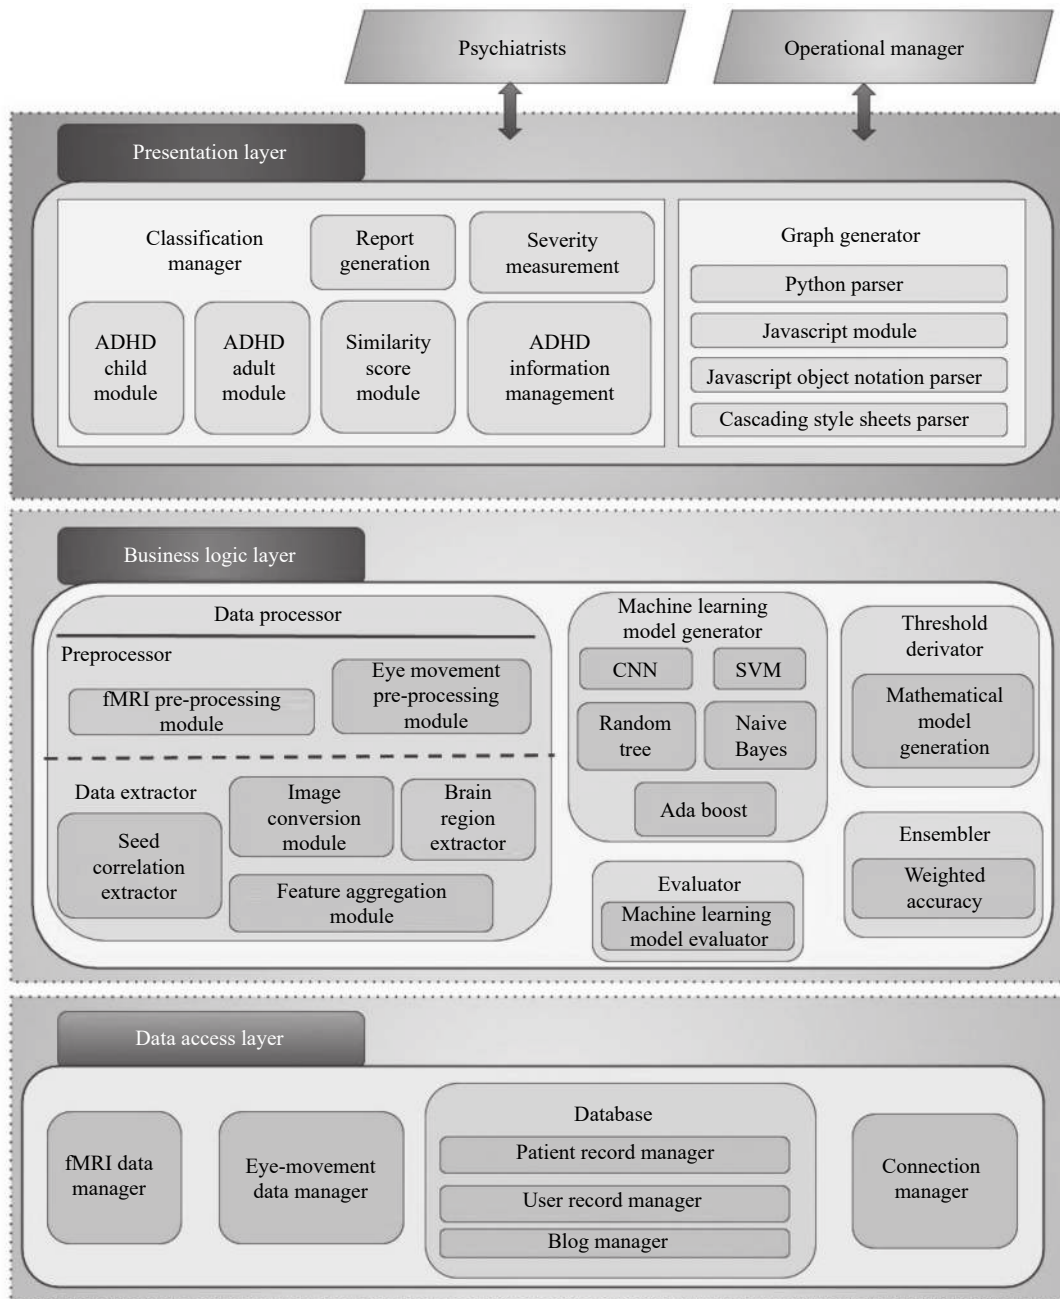 Psychiatrists
Operational manager
Presentation layer
Classification
manager
Report
generation
Severity
measurement
ADHD
child
module
ADHD
adult
module
Similarity
score
module
ADHD
information
management
Graph generator
Python parser
Javascript module
Javascript object notation parser
Cascading style sheets parser
Business logic layer
Data processor
Preprocessor
fMRI pre-processing
module
Eye movement
pre-processing
module
Data extractor
Seed
correlation
extractor
Image
conversion
module
Brain
region
extractor
Feature aggregation
module
Machine learning
model generator
CNN
SVM
Random
tree
Naive
Bayes
Ada boost
Evaluator
Machine learning
model evaluator
Threshold
derivator
Mathematical
model
generation
Ensembler
Weighted
accuracy
Data access layer
fMRI data
manager
Eye-movement
data manager
Database
Patient record manager
User record manager
Blog manager
Connection
manager